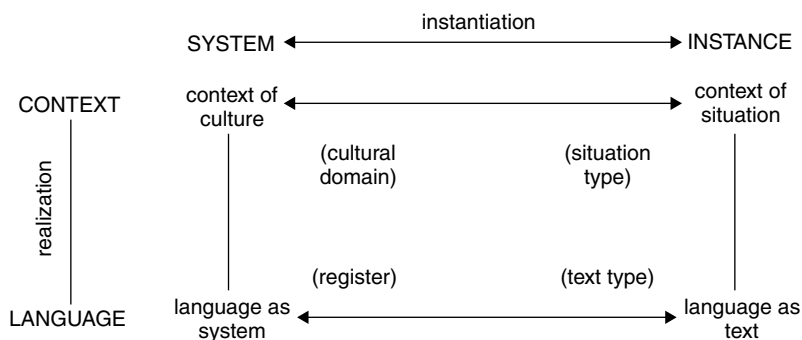 instantiation
SYSTEM INSTANCE
CONTEXT
context of
culture
context of
situation
(cultural
domain)
(situation
type)
realization
(register) (text type)
LANGUAGE
language as
system
language as
text